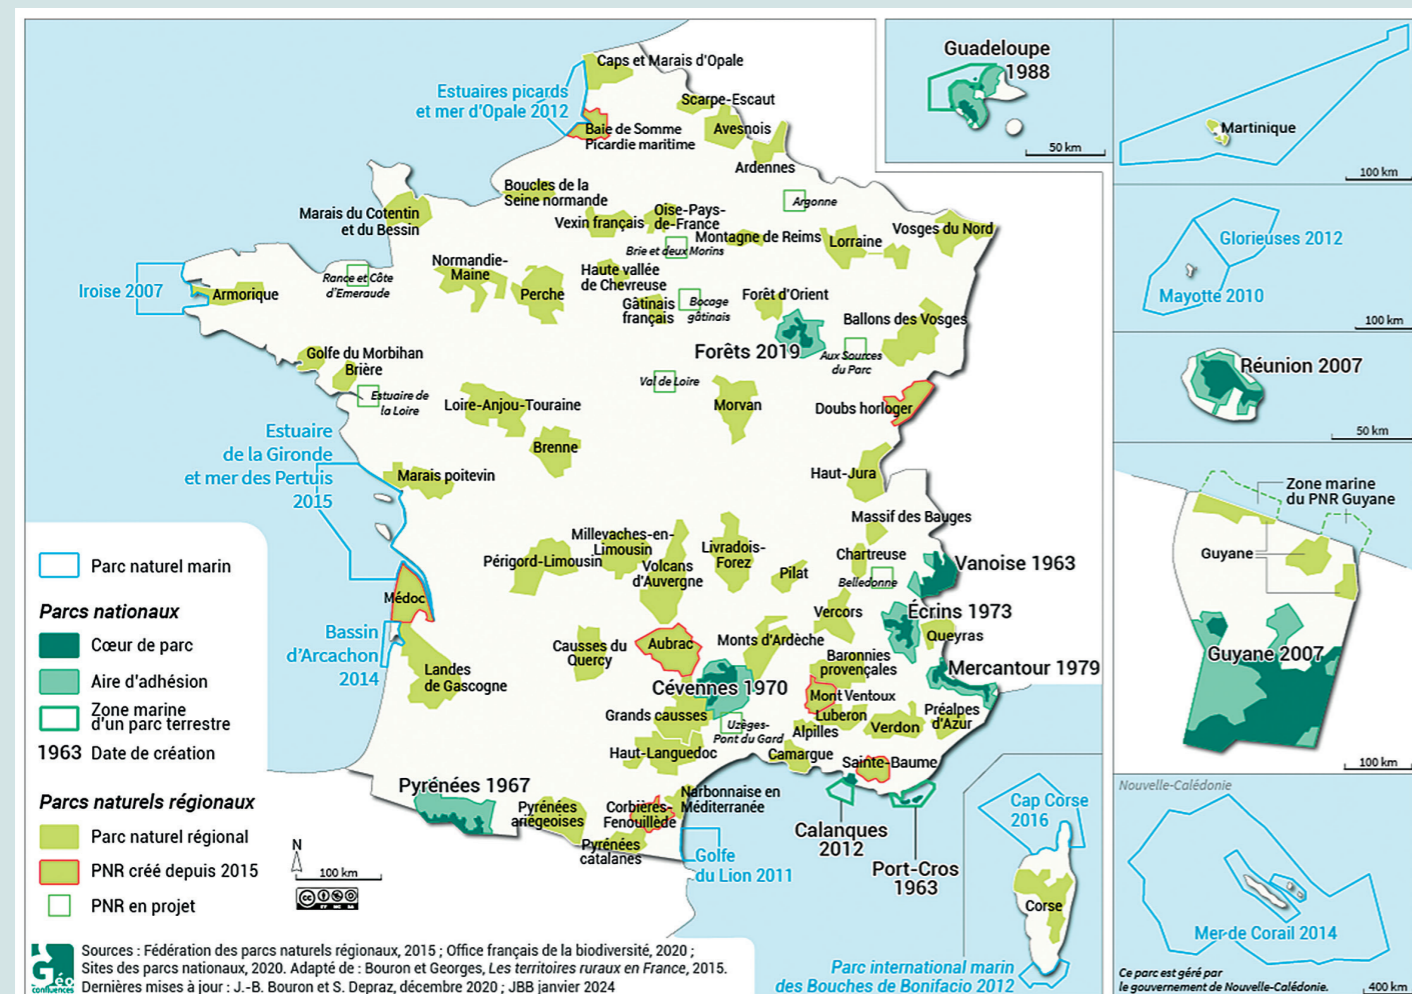 Caps et Marais d'Opale
Estuaires picards
et mer d'Opale 2012
Scarpe-Escaut
Baie de Somme
Picardie maritime
Avesnois
Ardennes
Boucles de la
Seine normande
Marais du Cotentin
et du Bessin
Vexin français
Oise-Pays-
de-France
Argonne
Brie et deux Morins
Montagne de Reims
Lorraine
Vosges du Nord
Iroise 2007
Armorique
Rance et Côte
d'Emeraude
Normandie-
Maine
Perche
Haute vallée
de Chevreuse
Gâtinais
français
Bocage
gâtinais
Forêt d'Orient
Ballons des Vosges
Forêts 2019
Aux Sources
du Parc
Golfe du Morbihan
Brière
Estuaire de
la Loire
Val de Loire
Loire-Anjou-Touraine
Morvan
Doubs horloger
Brenne
Estuaire
de la Gironde
et mer des Pertuis
2015
Marais poitevin
Haut-Jura
Massif des Bauges
Millevaches-en-
Limousin
Périgord-Limousin
Volcans
d'Auvergne
Livradois-
Forez
Pilat
Chartreuse
Belledonne
Vanoise 1963
Médoc
Vercors
Écrins 1973
Queyras
Bassin
d'Arcachon
2014
Causses du
Quercy
Aubrac
Monts d'Ardèche
Baronnies
provençales
Mercantour 1979
Landes
de Gascogne
Cévennes 1970
Mont Ventoux
Grands causses
Uzèges-
Pont du Gard
Luberon
Alpilles
Verdon
Préalpes
d'Azur
Haut-Languedoc
Camargue
Sainte-Baume
Pyrénées 1967
Pyrénées
ariégeoises
Corbières-
Fenouillède
Narbonnaise en
Méditerranée
Pyrénées
catalanes
Golfe
du Lion 2011
Calanques
2012
Port-Cros
1963
Cap Corse
2016
Corse
Parc international marin
des Bouches de Bonifacio 2012
N
100 km
Guadeloupe
1988
50 km
Martinique
100 km
Glorieuses 2012
Mayotte 2010
100 km
Réunion 2007
50 km
Zone marine
du PNR Guyane
Guyane
Guyane 2007
100 km
Nouvelle-Calédonie
Mer de Corail 2014
Ce parc est géré par
le gouvernement de Nouvelle-Calédonie.
400 km
Parc naturel marin
Parcs nationaux
Cœur de parc
Aire d'adhésion
Zone marine
d'un parc terrestre
1963 Date de création
Parcs naturels régionaux
Parc naturel régional
PNR créé depuis 2015
PNR en projet
Géo
confluences
Sources : Fédération des parcs naturels régionaux, 2015 ; Office français de la biodiversité, 2020 ;
Sites des parcs nationaux, 2020. Adapté de : Bouron et Georges, Les territoires ruraux en France, 2015.
Dernières mises à jour : J.-B. Bouron et S. Depraz, décembre 2020 ; JBB janvier 2024